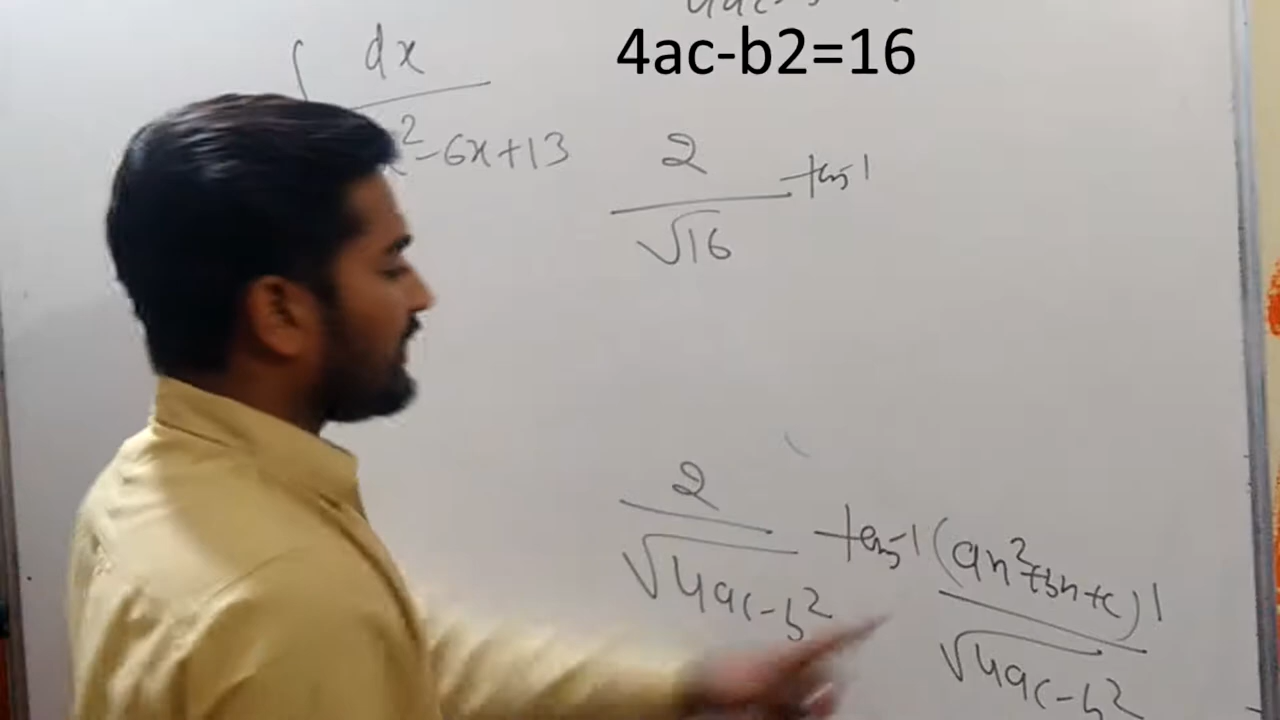 4ac-b2=16
∫ dx
x²-6x+13
2
√16
tan-1
2
√4ac-b²
tan-1 (ax²+bx+c)'
√4ac-b²